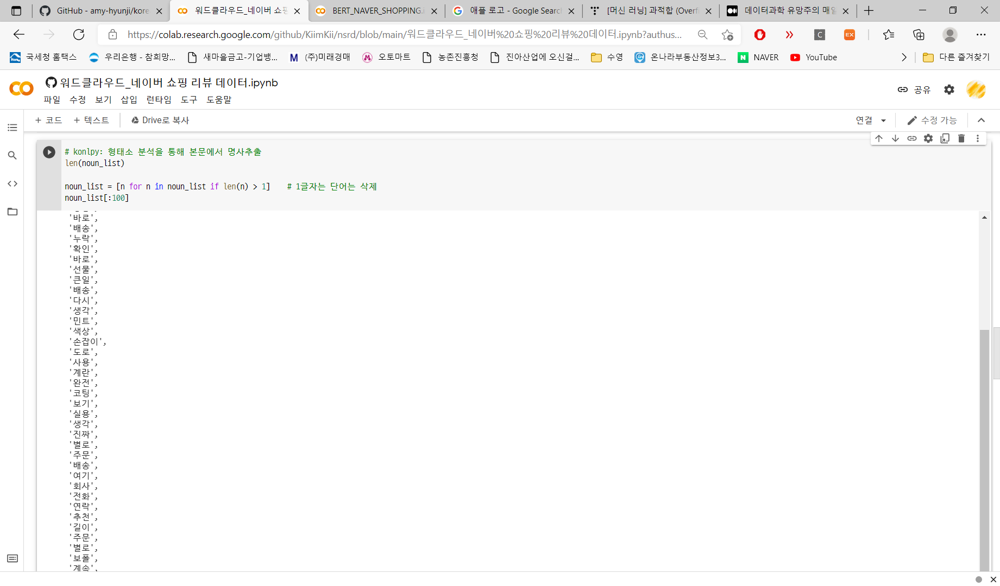 GitHub - amy-hyunji/kore
워드클라우드_네이버 쇼핑
BERT_NAVER_SHOPPING.i
애플 로고 - Google Searc
[머신 러닝] 과적합 (Overfi
데이터과학 유망주의 매일
https://colab.research.google.com/github/KiimKii/nsrd/blob/main/워드클라우드_네이버%20쇼핑%20리뷰%20데이터.ipynb?authus...
국세청 홈택스
우리은행 - 참희망...
새마을금고-기업뱅...
(주)미래경매
오토마트
농촌진흥청
진아산업에 오신걸...
수영
온나라부동산정보3...
NAVER
YouTube
다른 즐겨찾기
워드클라우드_네이버 쇼핑 리뷰 데이터.ipynb
공유
파일 수정 보기 삽입 런타임 도구 도움말
+ 코드 + 텍스트 Drive로 복사
연결
수정 가능
# konlpy: 형태소 분석을 통해 본문에서 명사추출
len(noun_list)
noun_list = [n for n in noun_list if len(n) > 1] # 1글자는 단어는 삭제
noun_list[:100]
'바로',
'배송',
'누락',
'확인',
'바로',
'선물',
'큰일',
'배송',
'다시',
'생각',
'민트',
'색상',
'손잡이',
'도로',
'사용',
'계란',
'완전',
'코팅',
'보기',
'실용',
'생각',
'진짜',
'별로',
'주문',
'배송',
'여기',
'회사',
'전화',
'연락',
'추천',
'길이',
'주문',
'별로',
'보폴',
'계속',